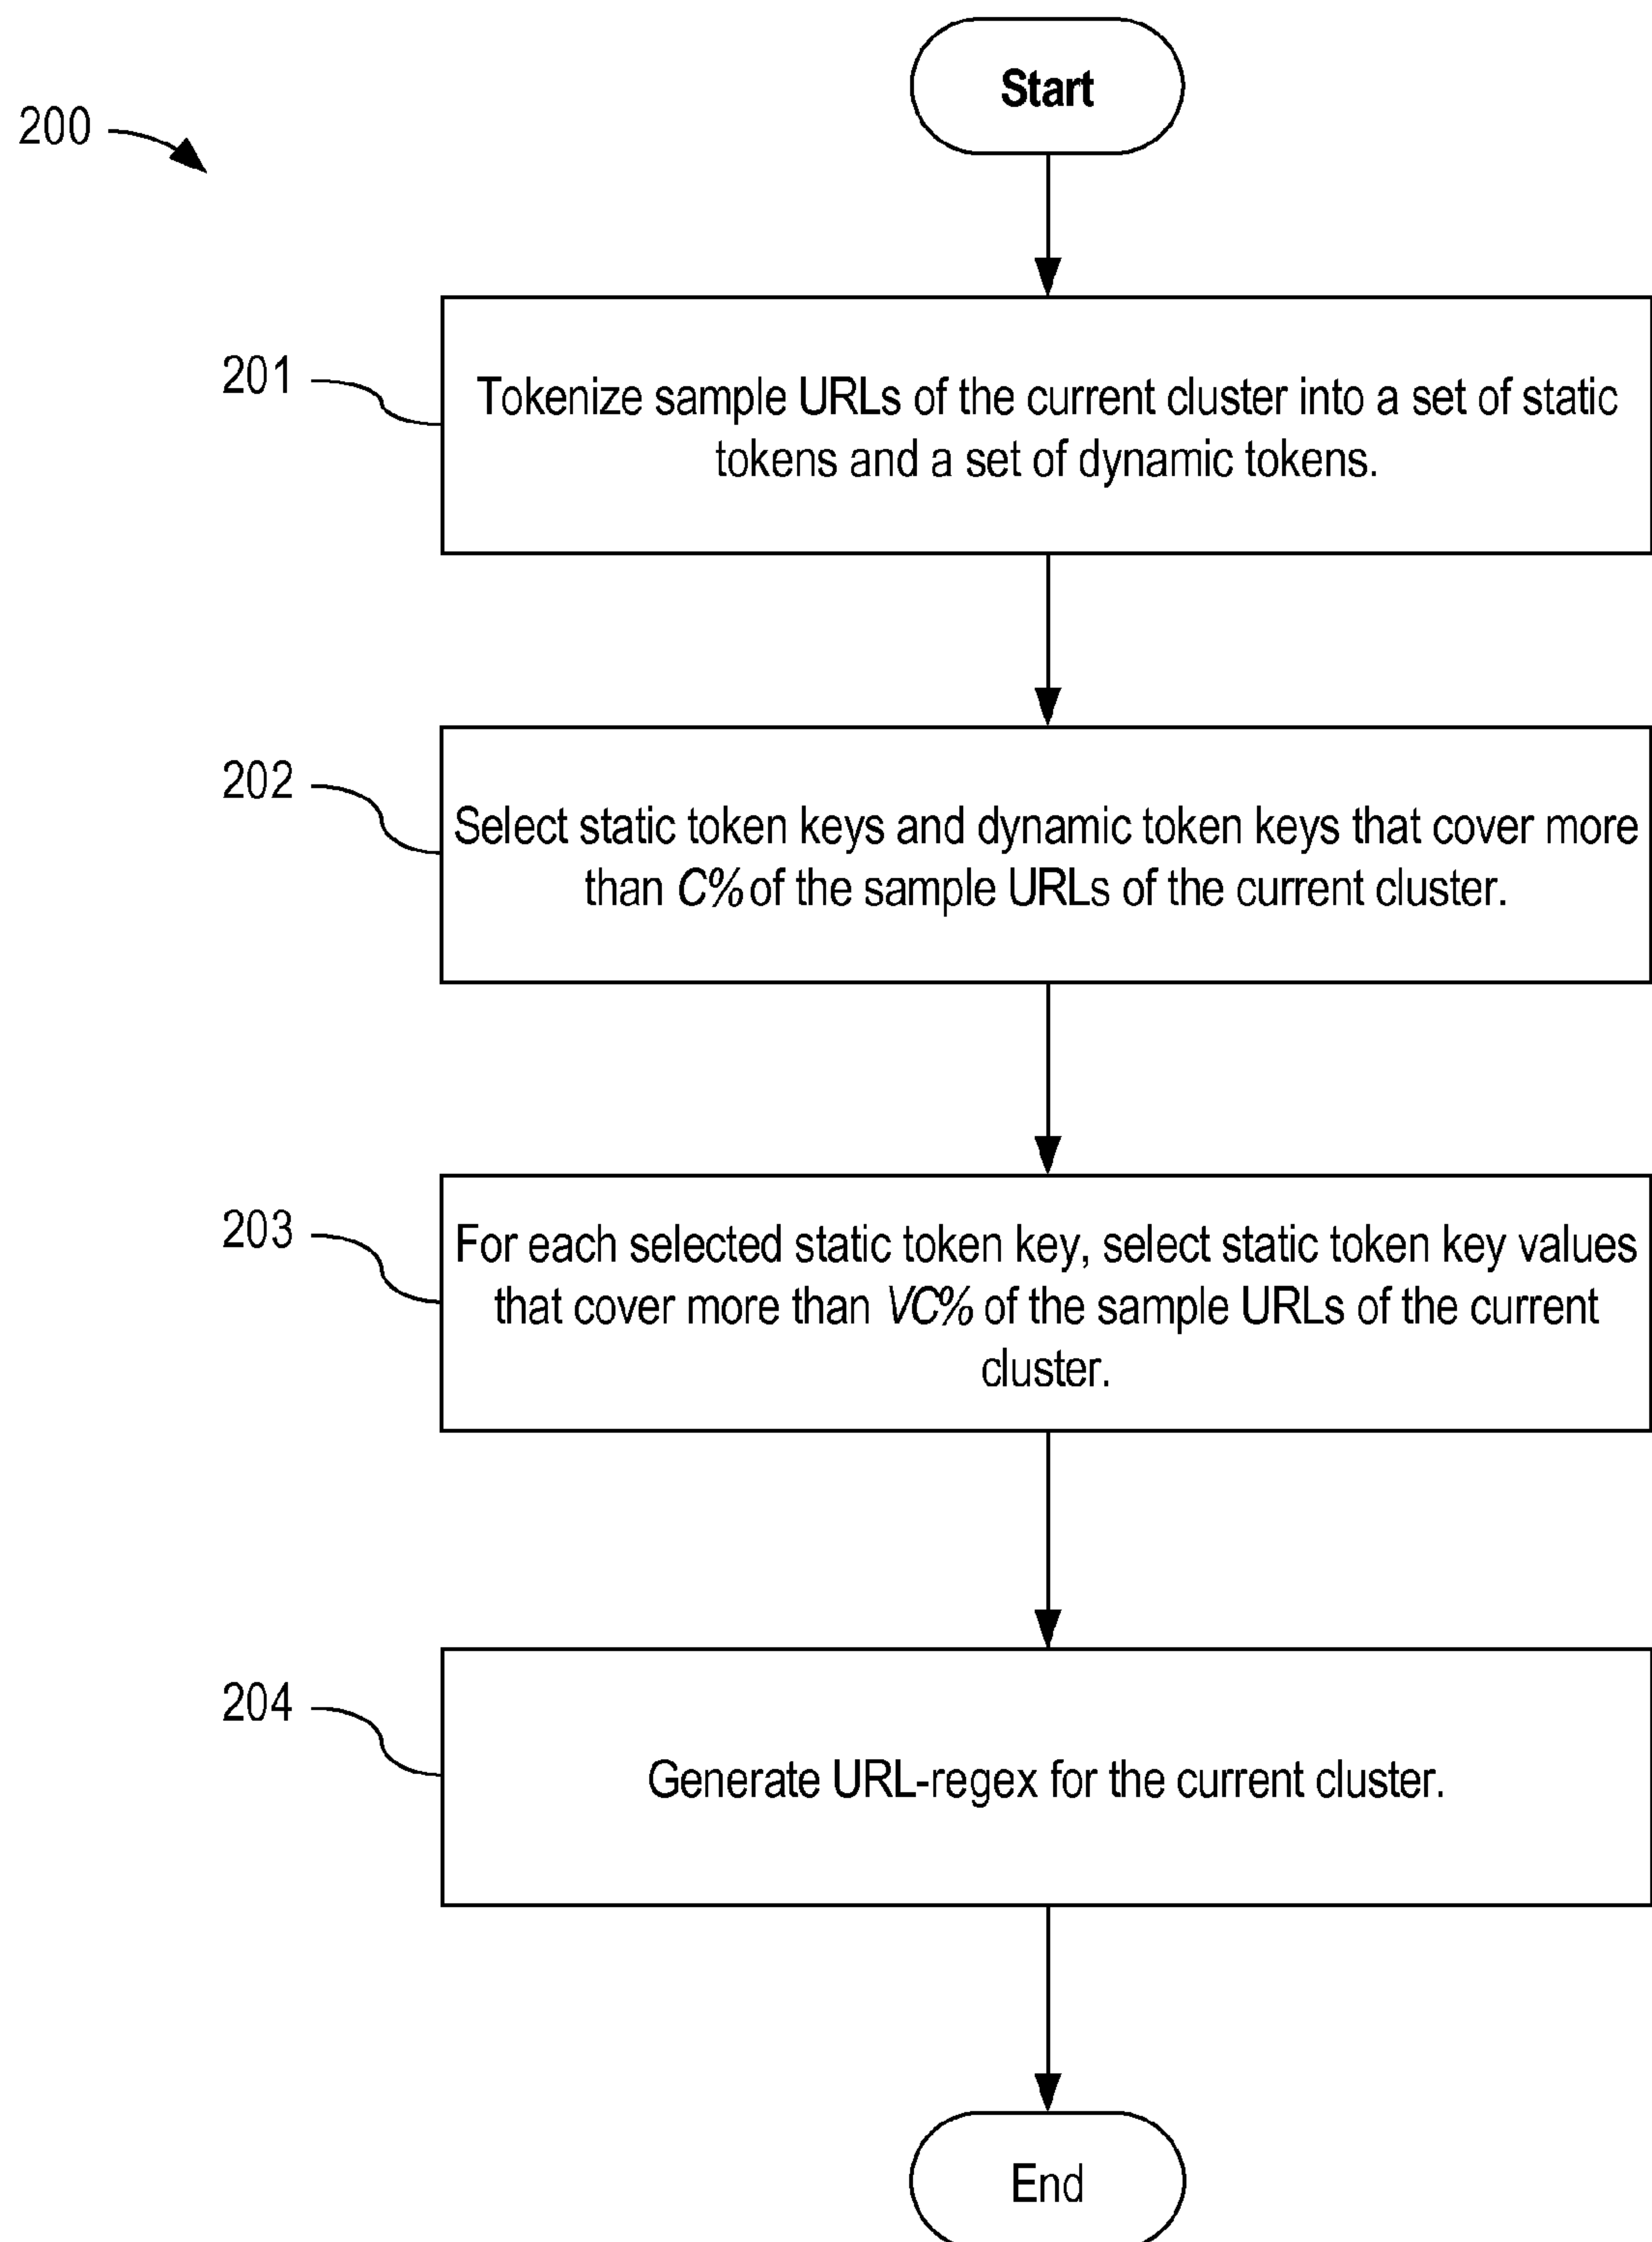 Start
200
201
Tokenize sample URLs of the current cluster into a set of static
tokens and a set of dynamic tokens.
202
Select static token keys and dynamic token keys that cover more
than C% of the sample URLs of the current cluster.
203
For each selected static token key, select static token key values
that cover more than VC% of the sample URLs of the current
cluster.
204
Generate URL-regex for the current cluster.
End